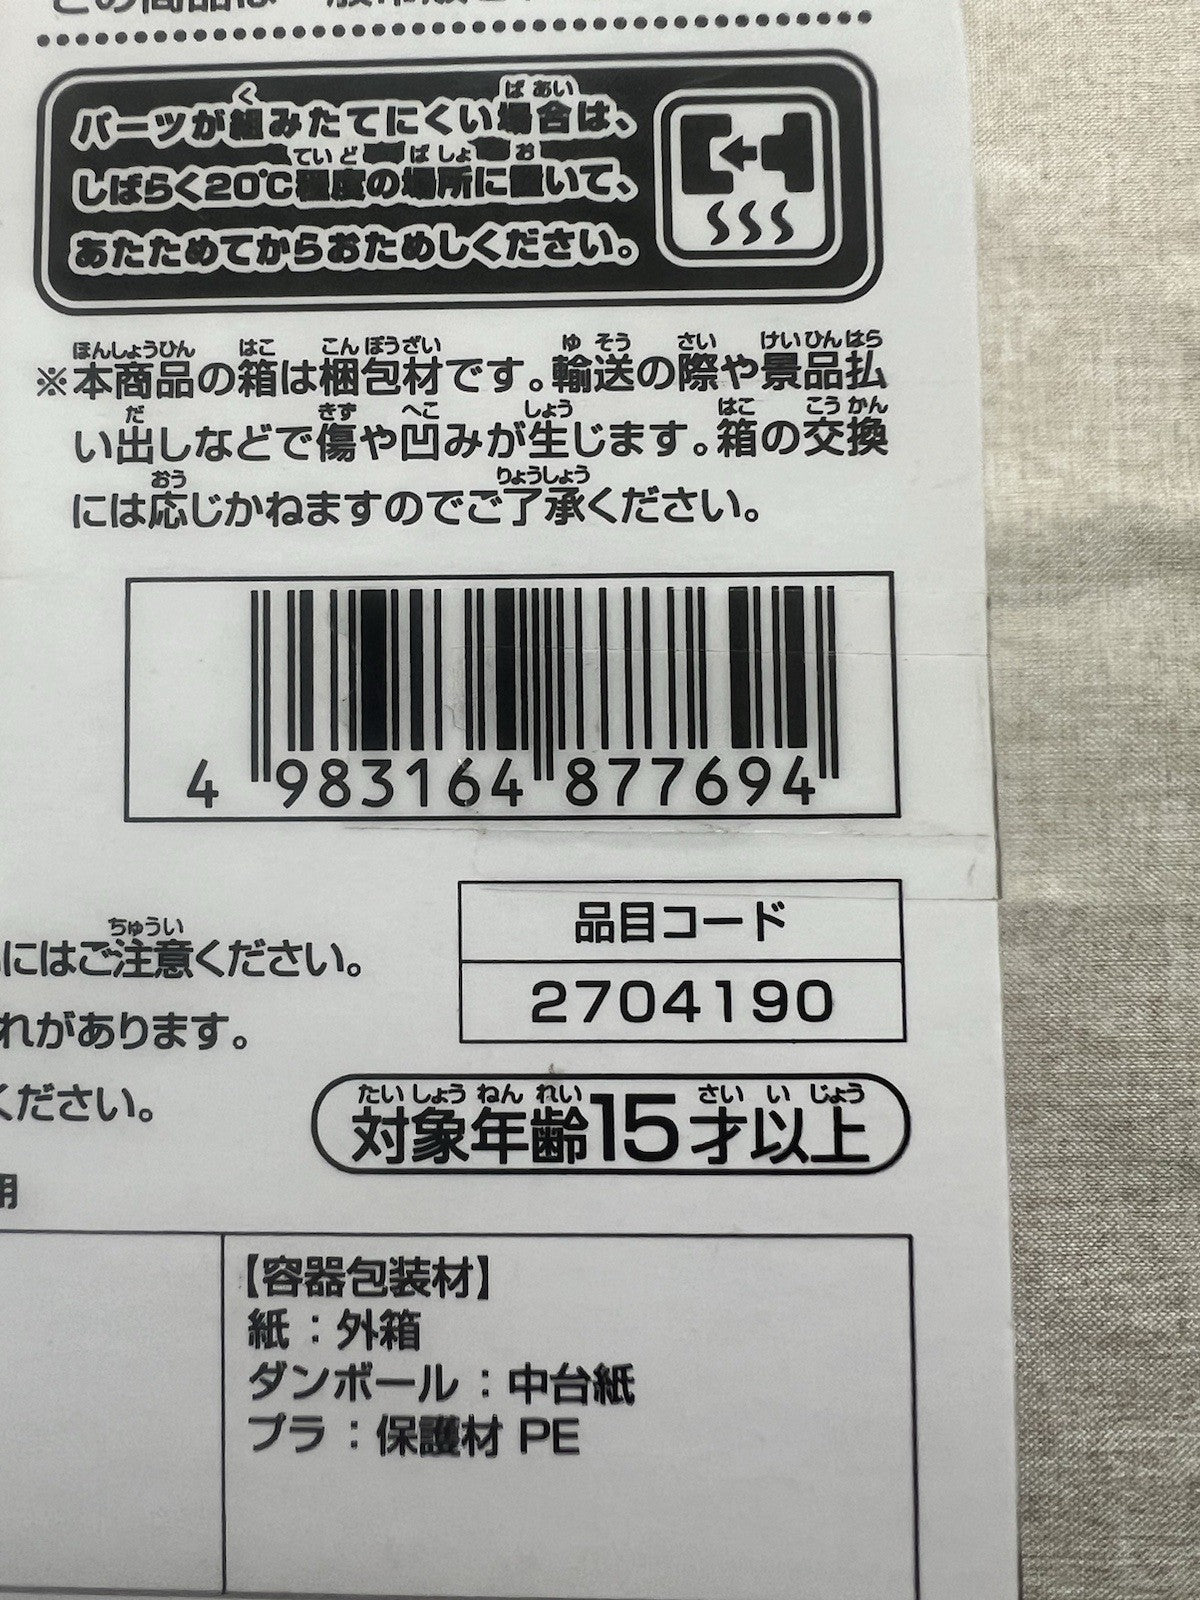 パーツが組みたてにくい場合は、
しばらく20℃程度の場所に置いて、
あたためてからおためしください。
※本商品の箱は梱包材です。輸送の際や景品払
い出しなどで傷や凹みが生じます。箱の交換
には応じかねますのでご了承ください。
4 983164 877694
にはご注意ください。
れがあります。
ください。
品目コード
2704190
対象年齢15才以上
用
【容器包装材】
紙：外箱
ダンボール：中台紙
プラ：保護材 PE